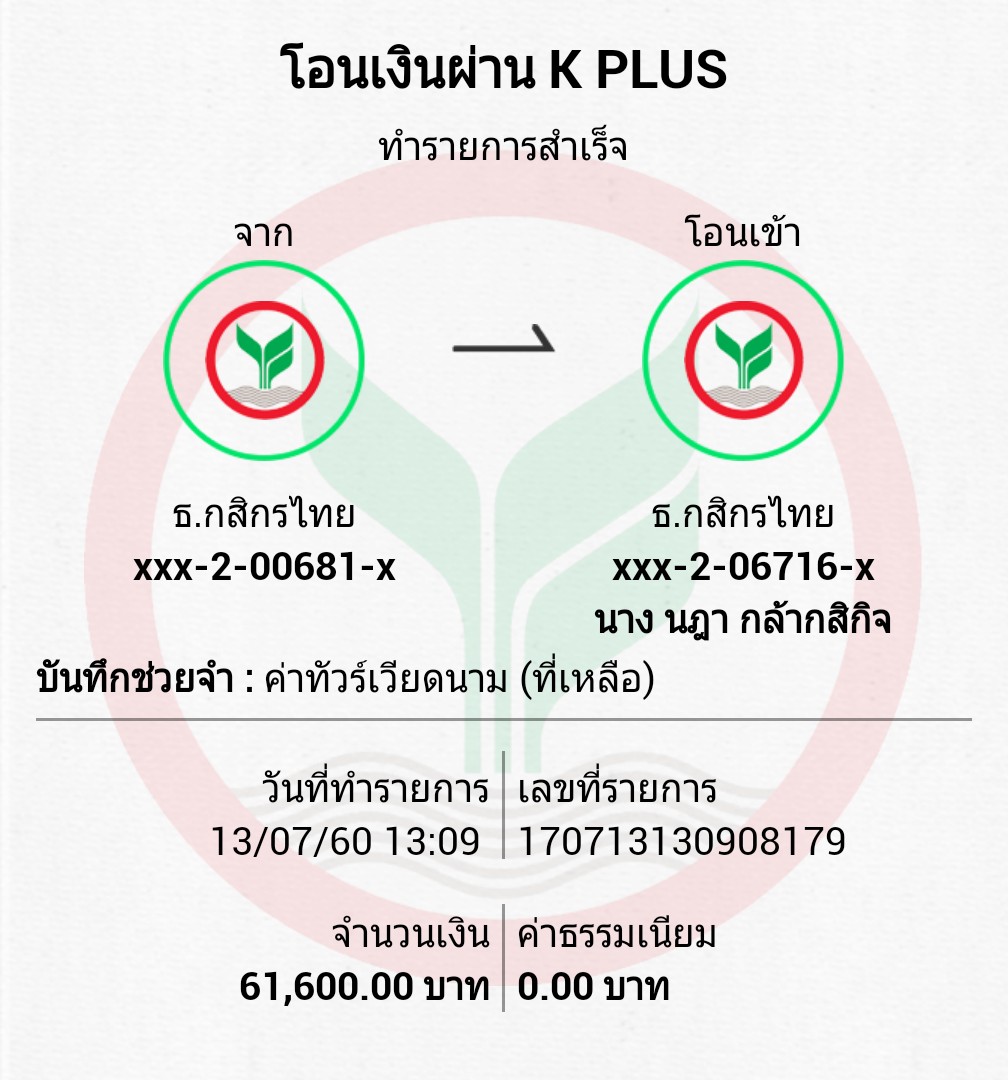 โอนเงินผ่าน K PLUS
ทำรายการสำเร็จ
จาก
โอนเข้า
ธ.กสิกรไทย
xxx-2-00681-x
ธ.กสิกรไทย
xxx-2-06716-x
นาง นฎา กล้ากสิกิจ
บันทึกช่วยจำ : ค่าทัวร์เวียดนาม (ที่เหลือ)
วันที่ทำรายการ
13/07/60 13:09
เลขที่รายการ
170713130908179
จำนวนเงิน
61,600.00 บาท
ค่าธรรมเนียม
0.00 บาท